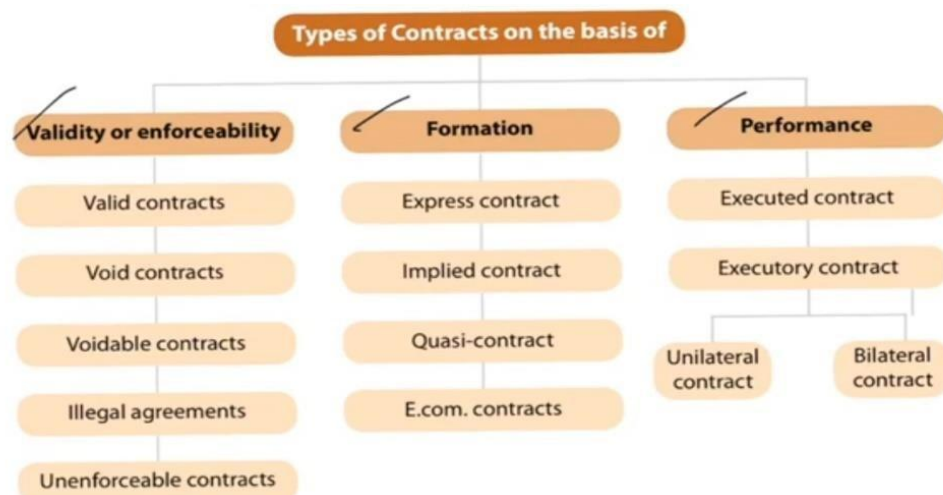 Types of Contracts on the basis of
Validity or enforceability
Valid contracts
Void contracts
Voidable contracts
Illegal agreements
Unenforceable contracts
Formation
Express contract
Implied contract
Quasi-contract
E.com. contracts
Performance
Executed contract
Executory contract
Unilateral
contract
Bilateral
contract